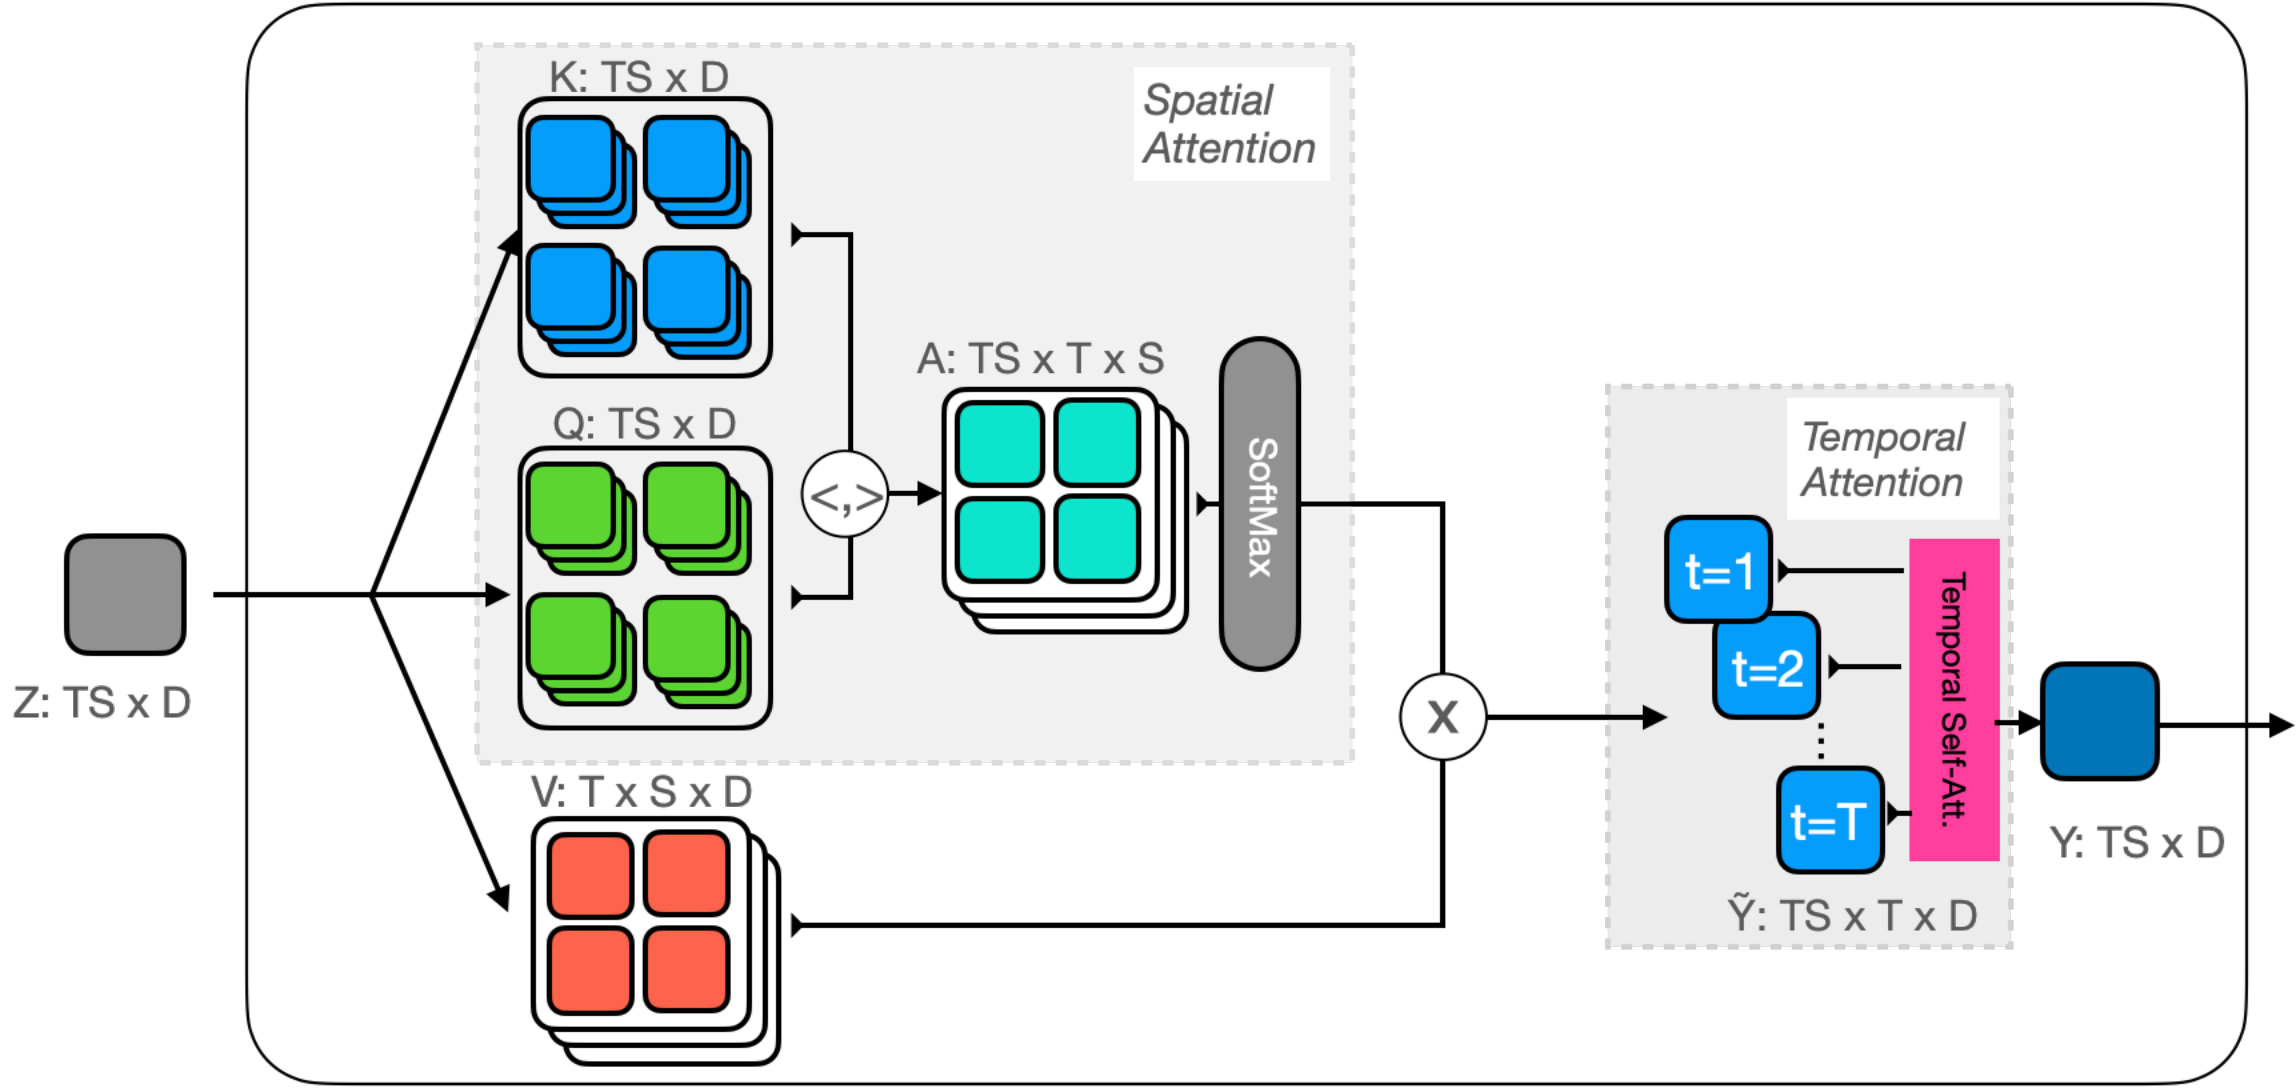 K: TS x D
Spatial
Attention
Q: TS x D
<,>
A: TS x T x S
SoftMax
Z: TS x D
V: T x S x D
X
Temporal
Attention
t=1
t=2
⋮
t=T
Temporal Self-Att.
Ỹ: TS x T x D
Y: TS x D